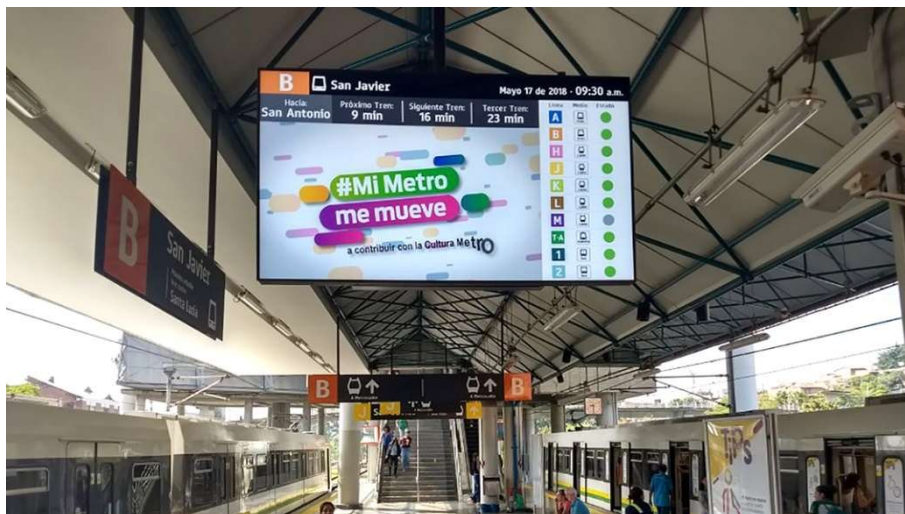 B San Javier Mayo 17 de 2018 - 09:30 a.m.
Hacia: Próximo Tren: Siguiente Tren: Tercer Tren:
San Antonio 9 min 16 min 23 min
Línea Medio Estado
A
B
H
J
K
L
M
T-A
1
2
#Mi Metro
me mueve
a contribuir con la Cultura Metro
B San Javier
Santa Lucía
B
B
J
TiPs